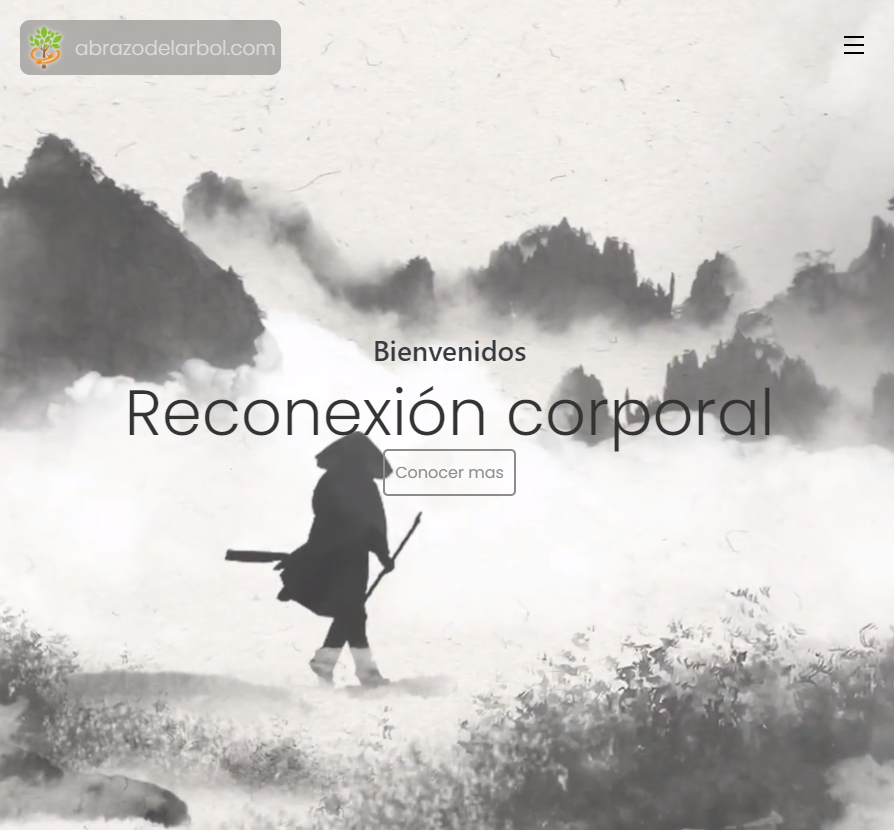 abrazodelarbol.com
Bienvenidos
Reconexión corporal
Conocer mas